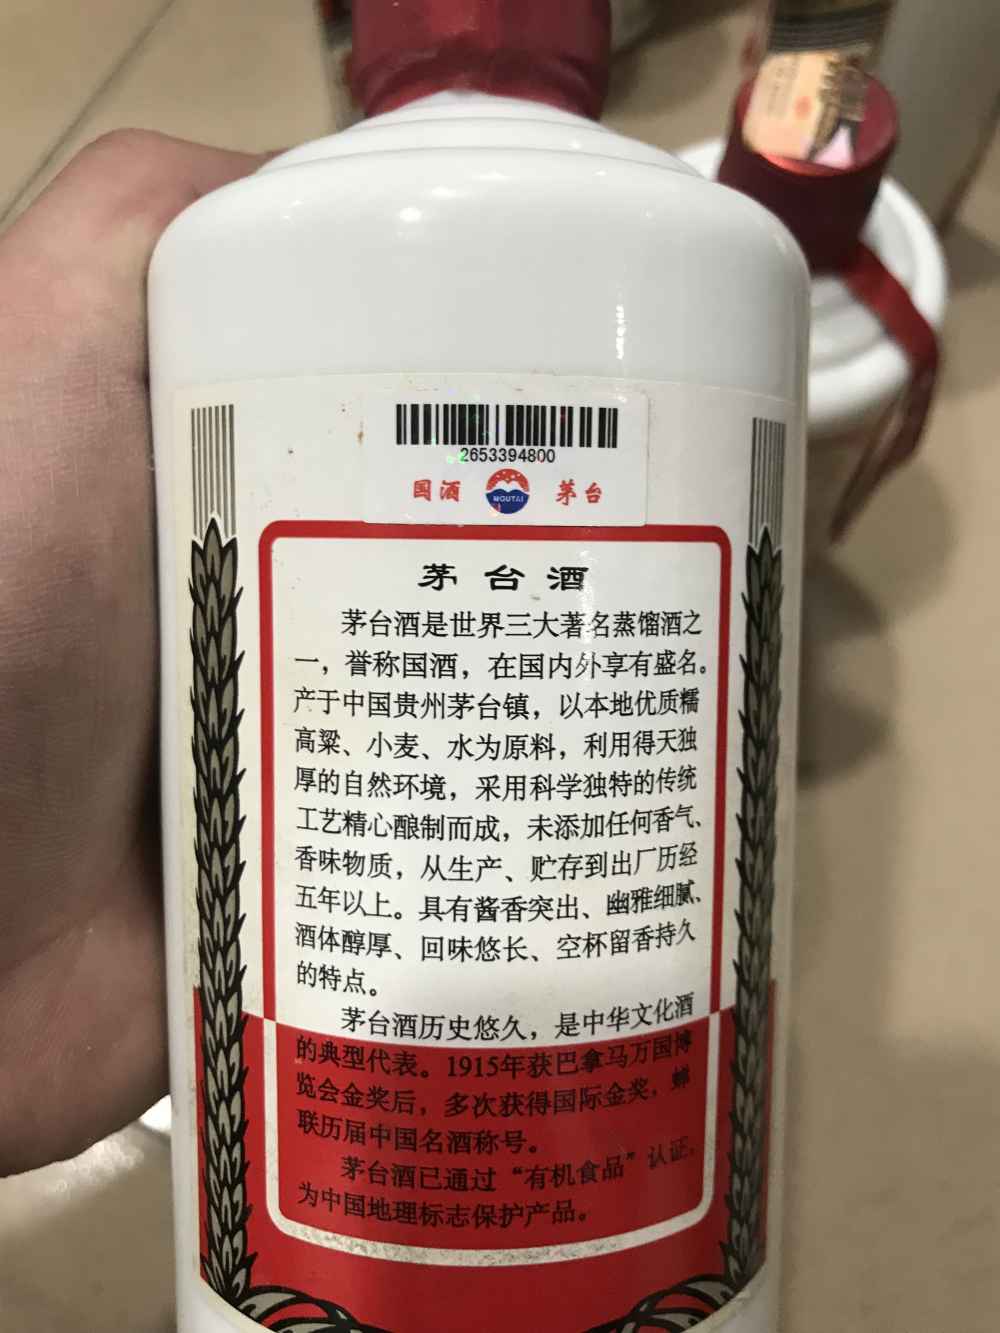 2653394800
国酒 MOUTAI 茅台
茅台酒
茅台酒是世界三大著名蒸馏酒之
一，誉称国酒，在国内外享有盛名。
产于中国贵州茅台镇，以本地优质糯
高粱、小麦、水为原料，利用得天独
厚的自然环境，采用科学独特的传统
工艺精心酿制而成，未添加任何香气、
香味物质，从生产、贮存到出厂历经
五年以上。具有酱香突出、幽雅细腻、
酒体醇厚、回味悠长、空杯留香持久
的特点。
茅台酒历史悠久，是中华文化酒
的典型代表。1915年获巴拿马万国博
览会金奖后，多次获得国际金奖，蝉
联历届中国名酒称号。
茅台酒已通过“有机食品”认证，
为中国地理标志保护产品。